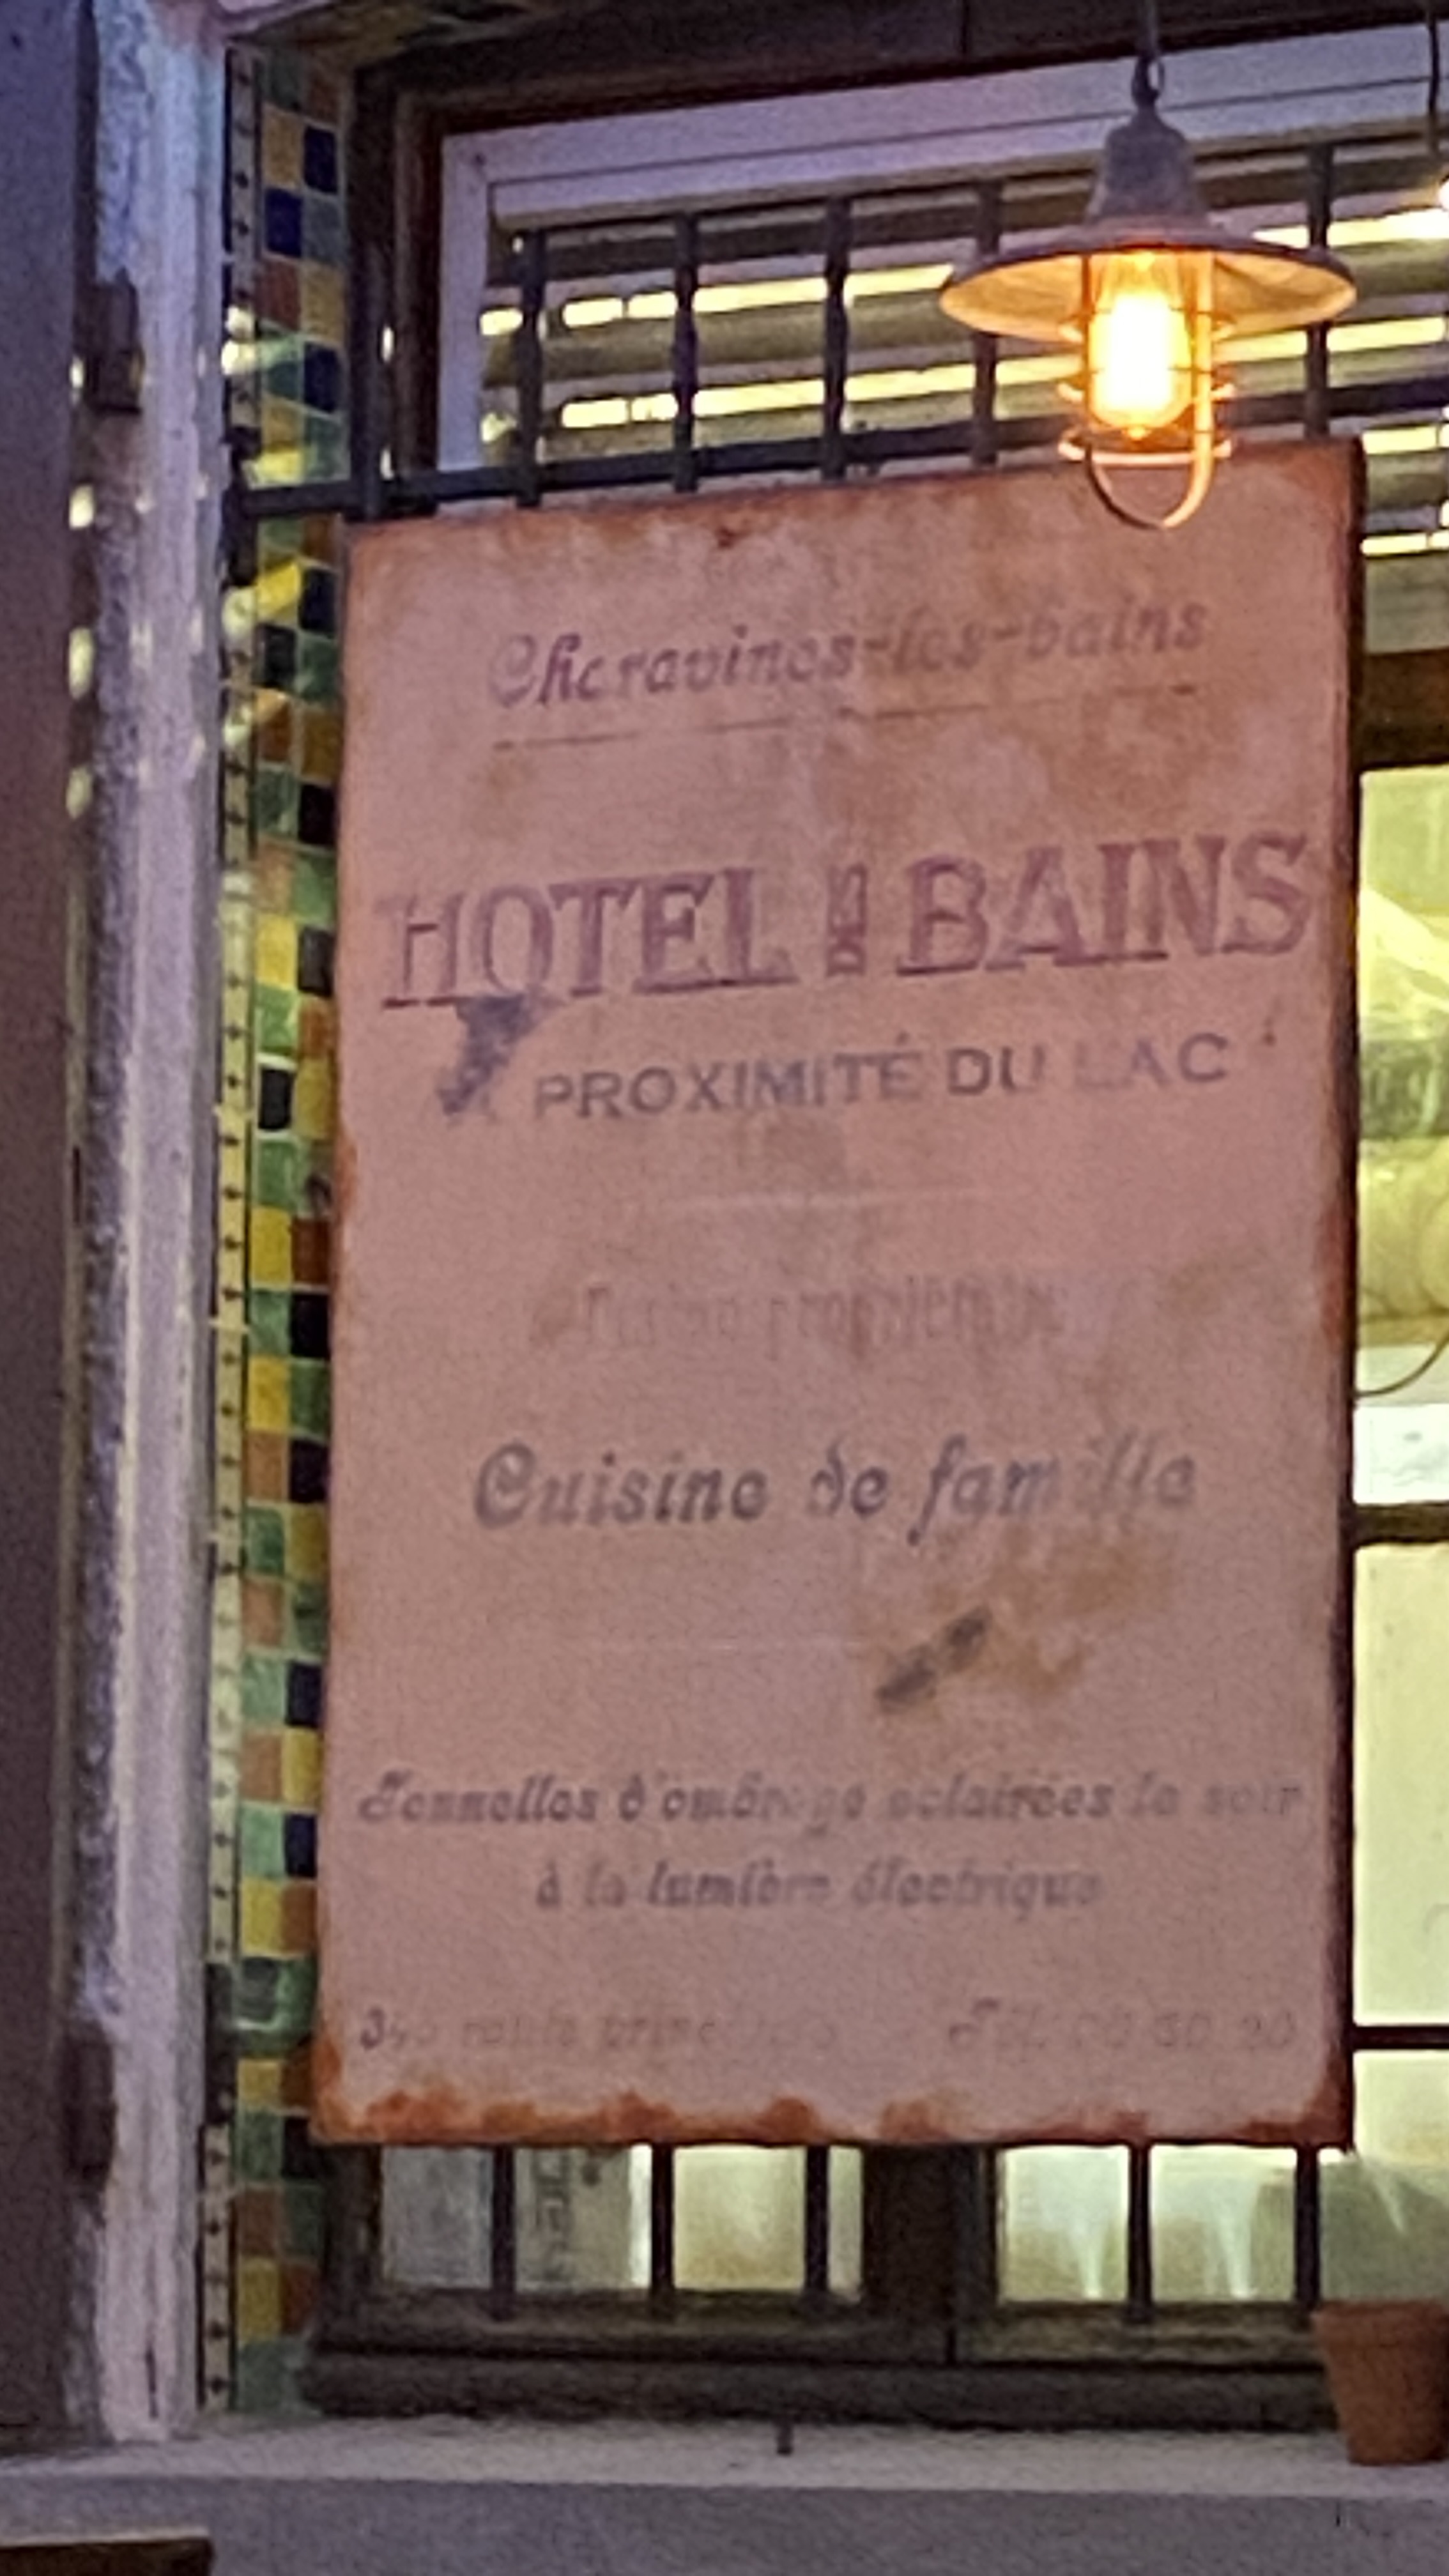 Charavines-les-bains
HOTEL DES BAINS
A PROXIMITÉ DU LAC
Cuisine de famille
Tonnelles d'ombrage eclairées le soir
à la lumière électrique